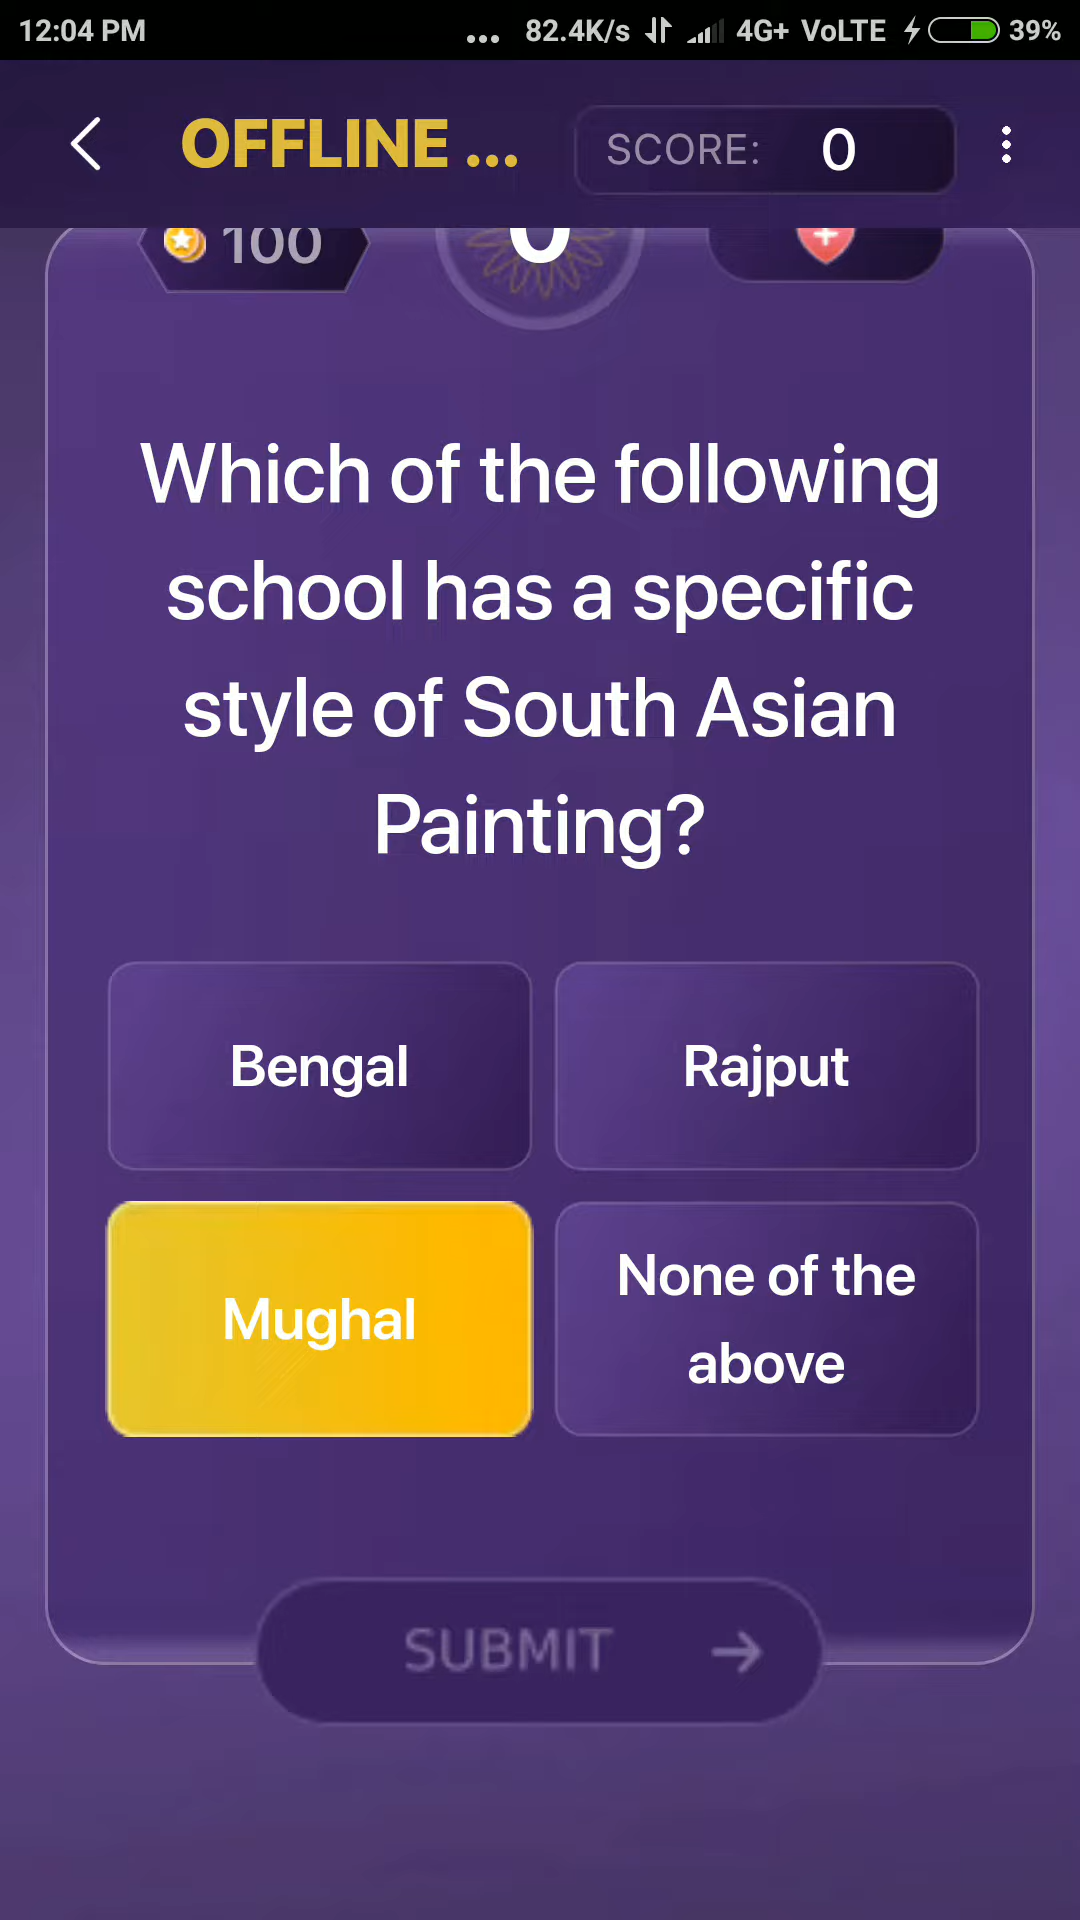 12:04 PM ... 82.4K/s 4G+ VoLTE 39%
OFFLINE ... SCORE: 0
100 0
Which of the following
school has a specific
style of South Asian
Painting?
Bengal Rajput
Mughal None of the
above
SUBMIT